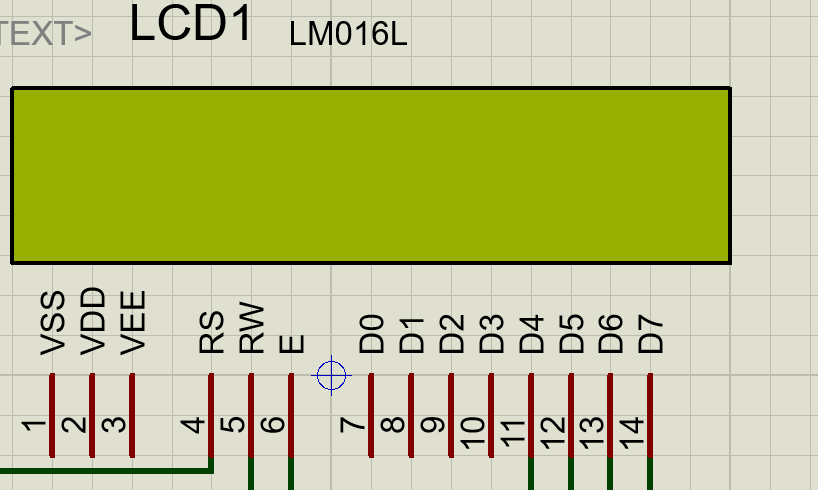 TEXT> LCD1 LM016L
VSS VDD VEE RS RW E D0 D1 D2 D3 D4 D5 D6 D7
1 2 3 4 5 6 7 8 9 10 11 12 13 14